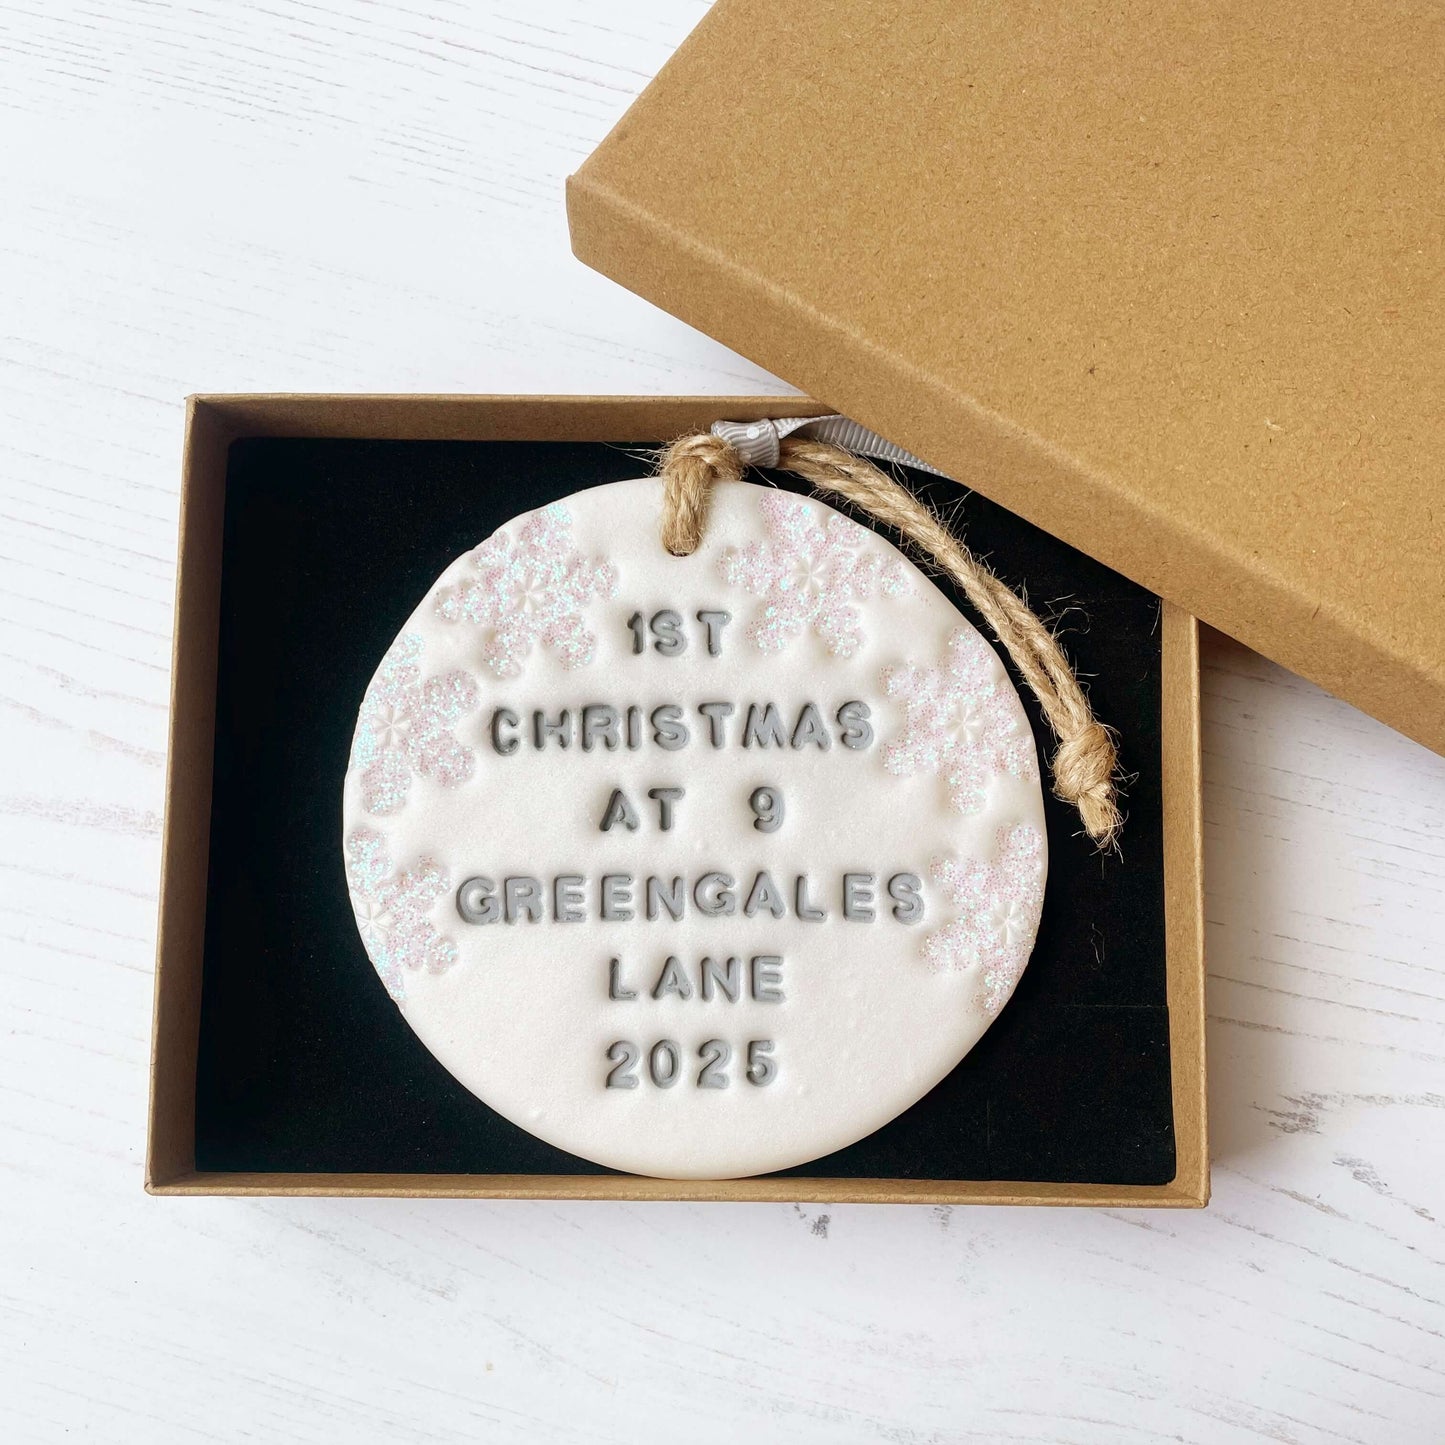 1ST
CHRISTMAS
AT 9
GREENGALES
LANE
2025